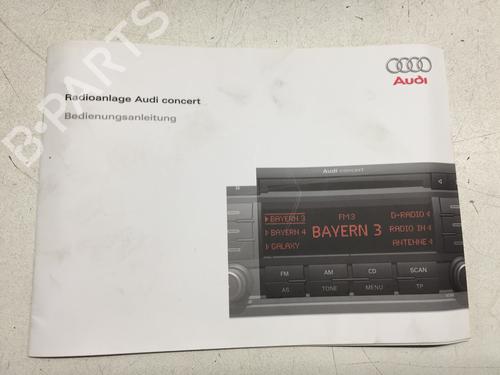 Radioanlage Audi concert
Bedienungsanleitung
Audi
Audi concert
BAYERN 3
FM3
D-RADIO
BAYERN 4
BAYERN 3
RADIO IN
GALAXY
ANTENNE
FM
AM
CD
SCAN
AS
TONE
MENU
TP
B-PARTS